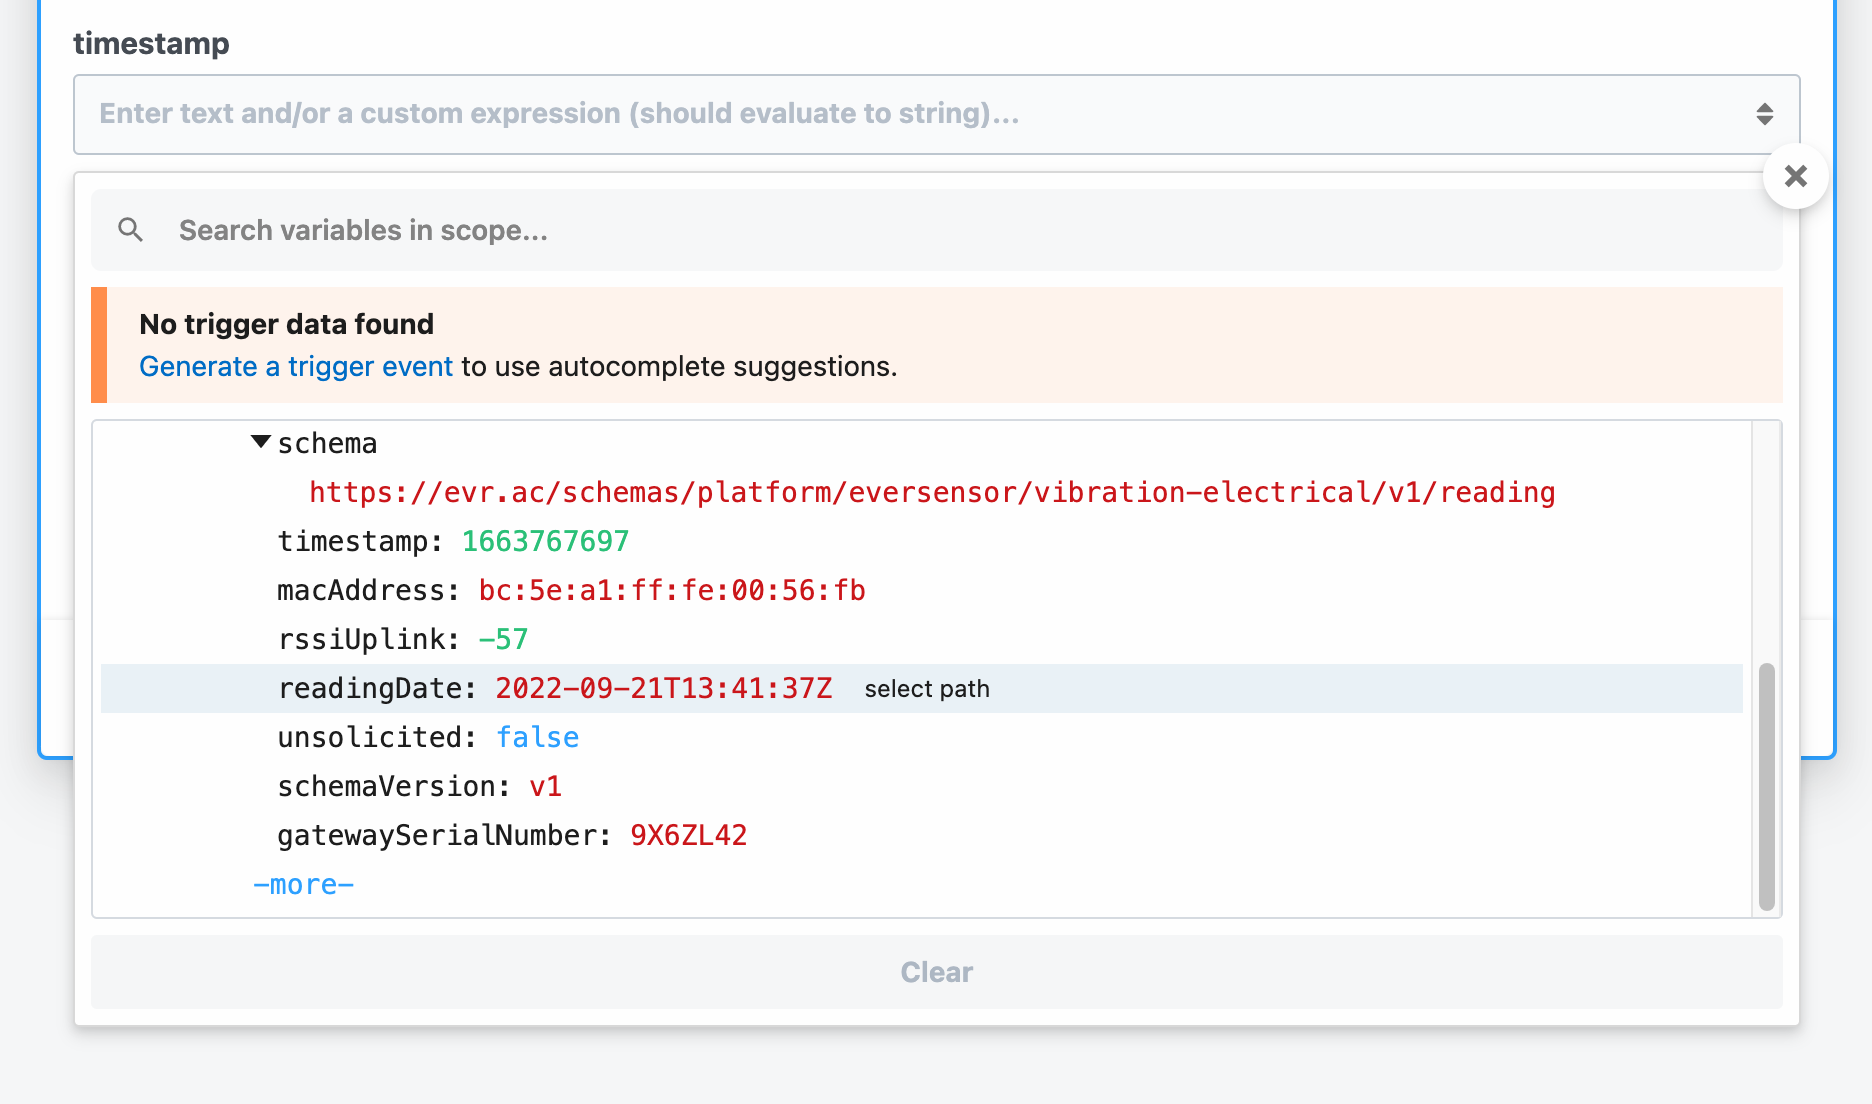 timestamp
Enter text and/or a custom expression (should evaluate to string)...
Search variables in scope...
No trigger data found
Generate a trigger event to use autocomplete suggestions.
schema
https://evr.ac/schemas/platform/eversensor/vibration-electrical/v1/reading
timestamp: 1663767697
macAddress: bc:5e:a1:ff:fe:00:56:fb
rssiUplink: -57
readingDate: 2022-09-21T13:41:37Z select path
unsolicited: false
schemaVersion: v1
gatewaySerialNumber: 9X6ZL42
-more-
Clear